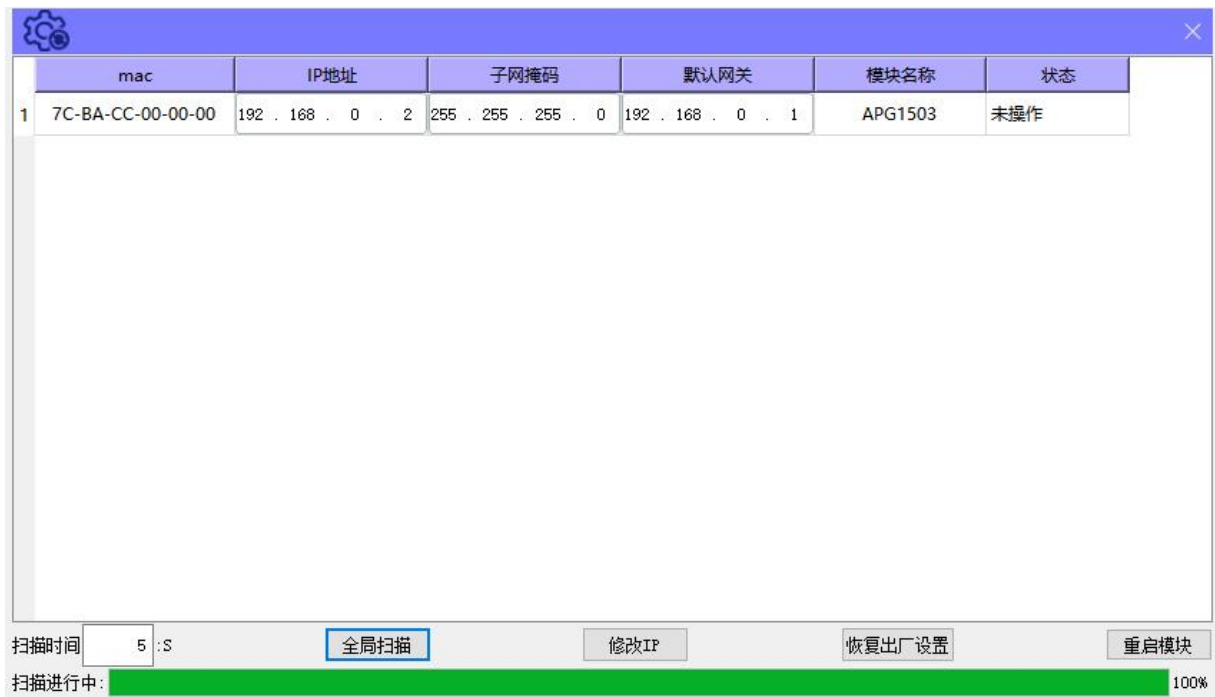 mac IP地址 子网掩码 默认网关 模块名称 状态
1 7C-BA-CC-00-00-00 192 . 168 . 0 . 2 255 . 255 . 255 . 0 192 . 168 . 0 . 1 APG1503 未操作
扫描时间 5 :S 全局扫描 修改IP 恢复出厂设置 重启模块
扫描进行中: 100%